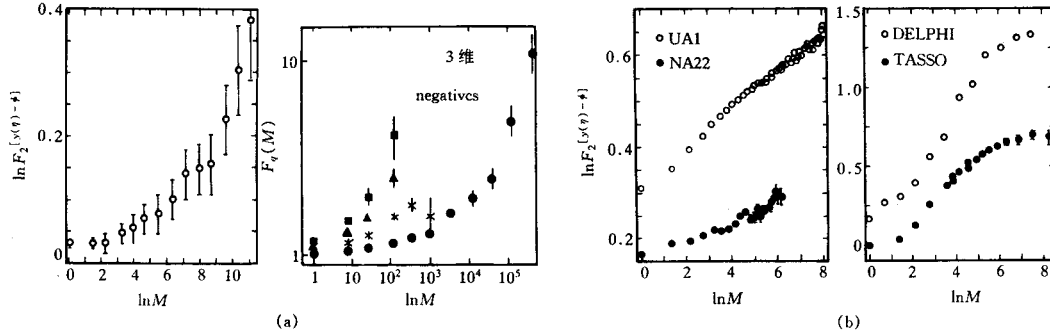 0.4
0.2
0
0 2 4 6 8 10
lnM
lnF₂[y(η)-ϕ]
10
1
3 维
negatives
F_q(M)
1 10 10² 10³ 10⁵
lnM
(a)
0.6
0.4
0.2
UA1
NA22
0 2 4 6 8
lnM
lnF₂[y(η)-ϕ]
1.5
1.0
0.5
0
DELPHI
TASSO
0 2 4 6 8
lnM
(b)